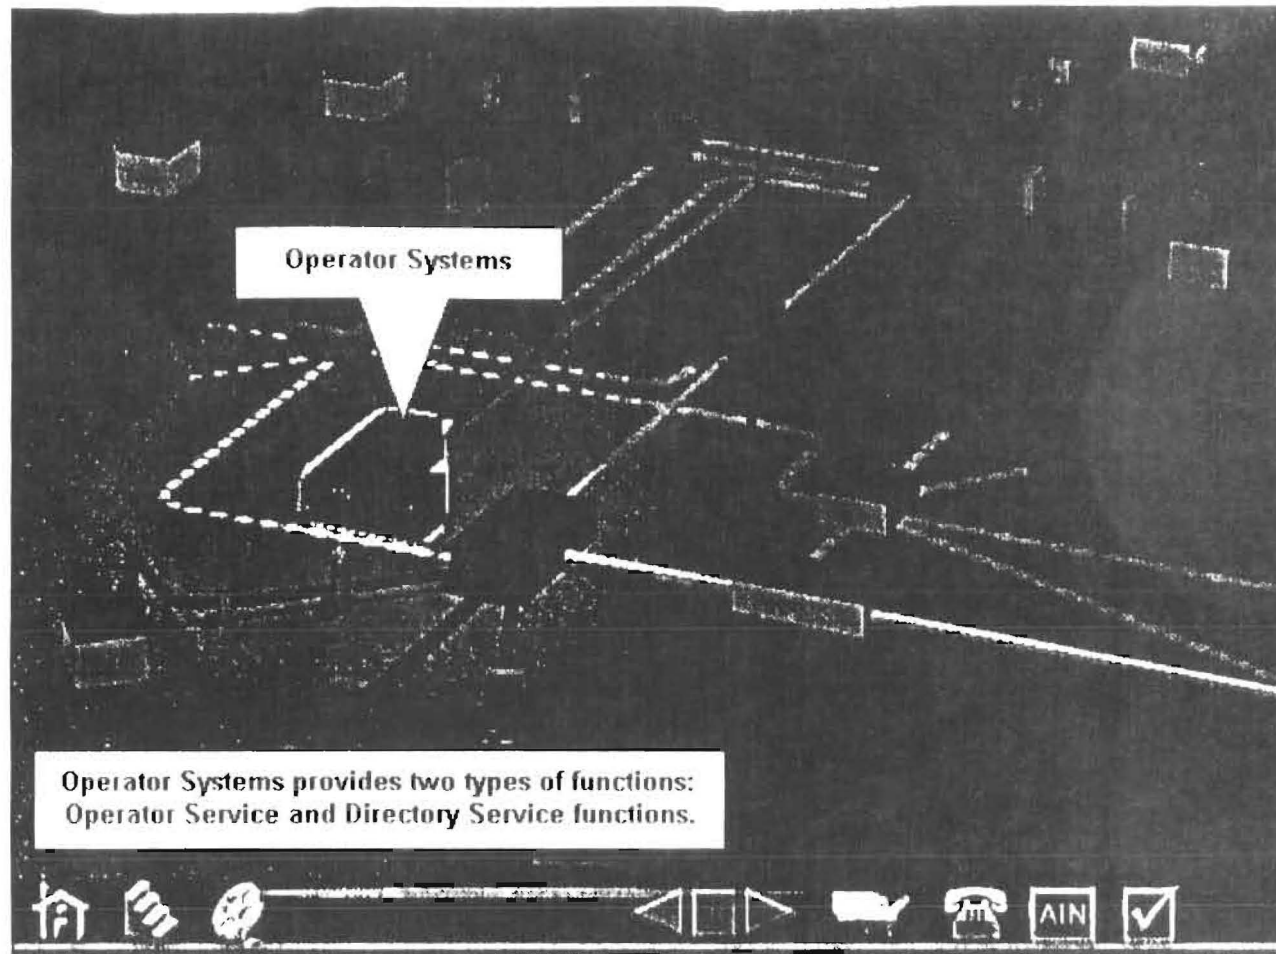 Operator Systems
Operator Systems provides two types of functions:
Operator Service and Directory Service functions.
AIN